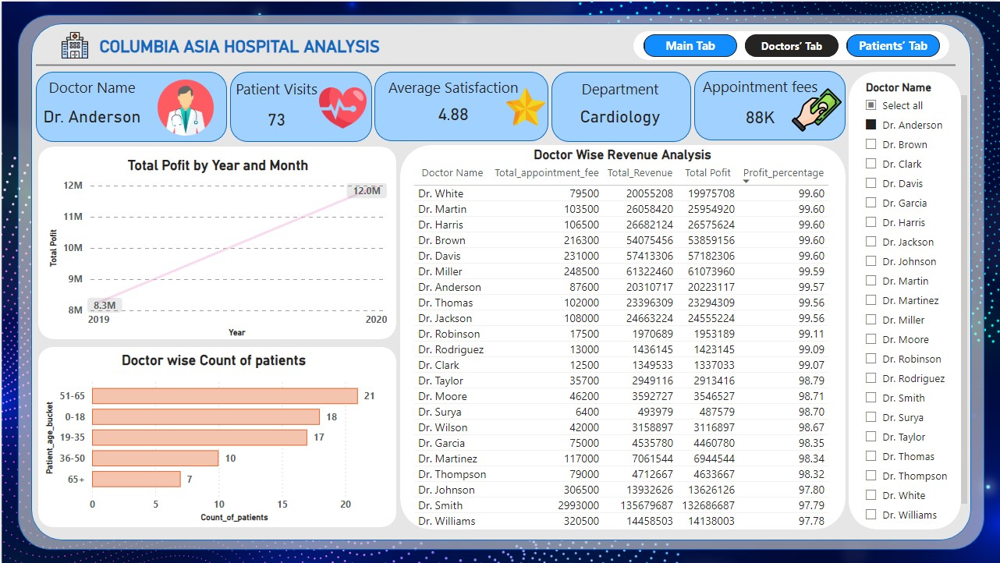 COLUMBIA ASIA HOSPITAL ANALYSIS
Main Tab
Doctors' Tab
Patients' Tab
Doctor Name
Dr. Anderson
Patient Visits
73
Average Satisfaction
4.88
Department
Cardiology
Appointment fees
88K
Total Pofit by Year and Month
Total Pofit
12M
11M
10M
9M
8M
12.0M
8.3M
2019 2020
Year
Doctor wise Count of patients
Patient_age_bucket
51-65 21
0-18 18
19-35 17
36-50 10
65+ 7
0 5 10 15 20
Count_of_patients
Doctor Wise Revenue Analysis
Doctor Name Total_appointment_fee Total_Revenue Total Pofit Profit_percentage
Dr. White 79500 20055208 19975708 99.60
Dr. Martin 103500 26058420 25954920 99.60
Dr. Harris 106500 26682124 26575624 99.60
Dr. Brown 216300 54075456 53859156 99.60
Dr. Davis 231000 57413306 57182306 99.60
Dr. Miller 248500 61322460 61073960 99.59
Dr. Anderson 87600 20310717 20223117 99.57
Dr. Thomas 102000 23396309 23294309 99.56
Dr. Jackson 108000 24663224 24555224 99.56
Dr. Robinson 17500 1970689 1953189 99.11
Dr. Rodriguez 13000 1436145 1423145 99.09
Dr. Clark 12500 1349533 1337033 99.07
Dr. Taylor 35700 2949116 2913416 98.79
Dr. Moore 46200 3592727 3546527 98.71
Dr. Surya 6400 493979 487579 98.70
Dr. Wilson 42000 3158897 3116897 98.67
Dr. Garcia 75000 4535780 4460780 98.35
Dr. Martinez 117000 7061544 6944544 98.34
Dr. Thompson 79000 4712667 4633667 98.32
Dr. Johnson 306500 13932626 13626126 97.80
Dr. Smith 2993000 135679687 132686687 97.79
Dr. Williams 320500 14458503 14138003 97.78
Doctor Name
Select all
Dr. Anderson
Dr. Brown
Dr. Clark
Dr. Davis
Dr. Garcia
Dr. Harris
Dr. Jackson
Dr. Johnson
Dr. Martin
Dr. Martinez
Dr. Miller
Dr. Moore
Dr. Robinson
Dr. Rodriguez
Dr. Smith
Dr. Surya
Dr. Taylor
Dr. Thomas
Dr. Thompson
Dr. White
Dr. Williams